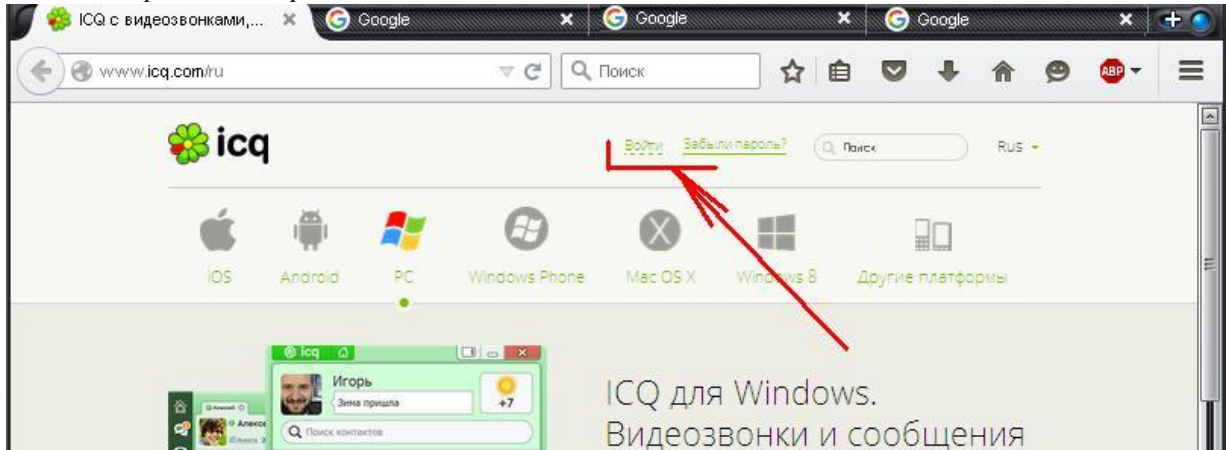 ICQ с видеозвонками,...
Google
Google
Google
www.icq.com/ru
Поиск
ABP
icq
Войти
Забыли пароль?
Поиск
Rus
iOS
Android
PC
Windows Phone
Mac OS X
Windows 8
Другие платформы
icq
Игорь
Зима пришла
+7
Поиск контактов
ICQ для Windows.
Видеозвонки и сообщения